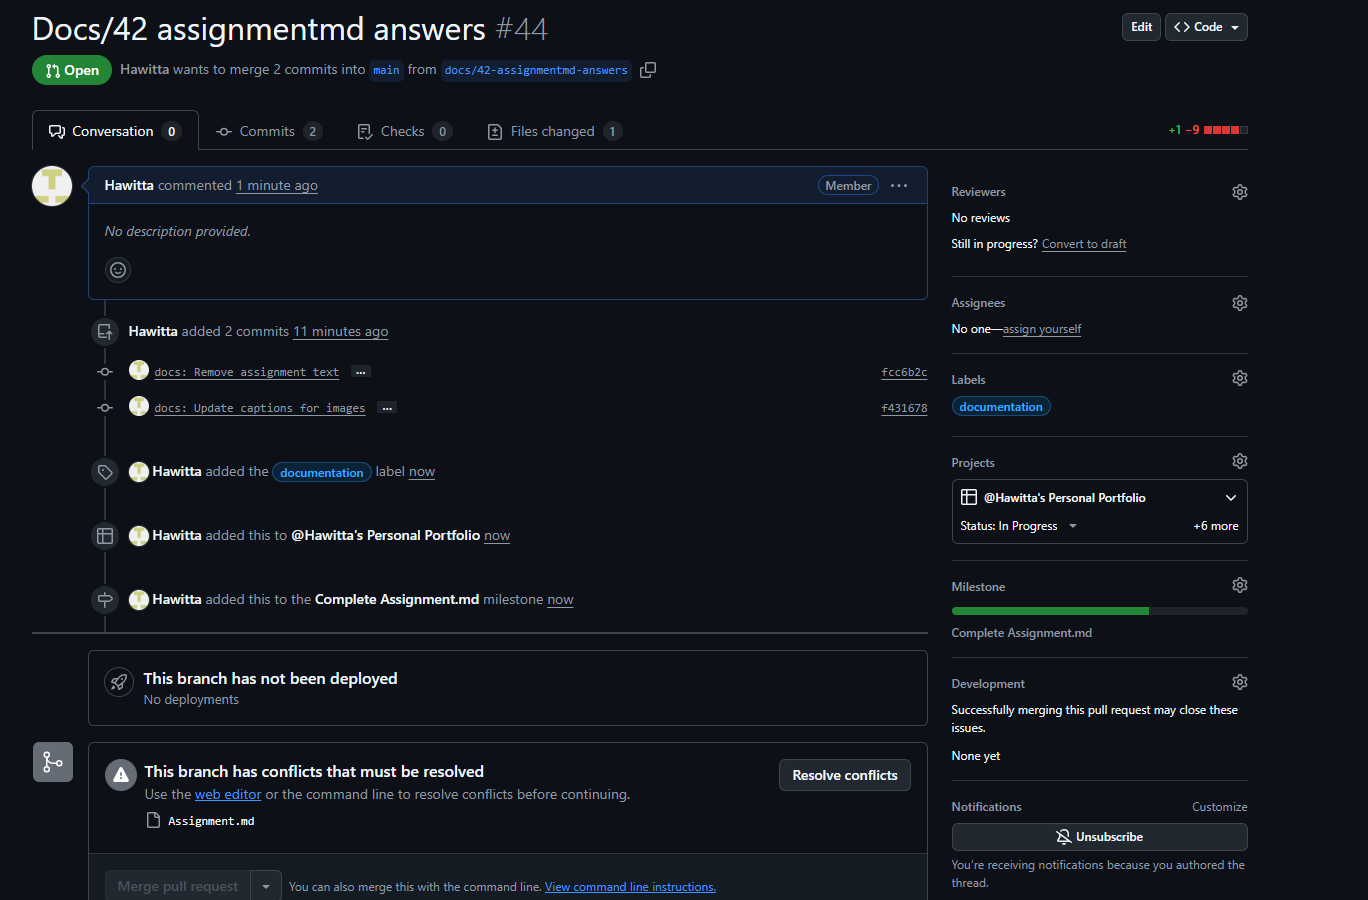 Docs/42 assignmentmd answers #44
Edit
Code
Open
Hawitta wants to merge 2 commits into main from docs/42-assignmentmd-answers
Conversation 0
Commits 2
Checks 0
Files changed 1
+1 −9
Hawitta commented 1 minute ago
Member
No description provided.
Hawitta added 2 commits 11 minutes ago
docs: Remove assignment text ...
fcc6b2c
docs: Update captions for images ...
f431678
Hawitta added the documentation label now
Hawitta added this to @Hawitta's Personal Portfolio now
Hawitta added this to the Complete Assignment.md milestone now
This branch has not been deployed
No deployments
This branch has conflicts that must be resolved
Use the web editor or the command line to resolve conflicts before continuing.
Assignment.md
Resolve conflicts
Merge pull request
You can also merge this with the command line. View command line instructions.
Reviewers
No reviews
Still in progress? Convert to draft
Assignees
No one—assign yourself
Labels
documentation
Projects
@Hawitta's Personal Portfolio
Status: In Progress
+6 more
Milestone
Complete Assignment.md
Development
Successfully merging this pull request may close these
issues.
None yet
Notifications
Customize
Unsubscribe
You're receiving notifications because you authored the
thread.